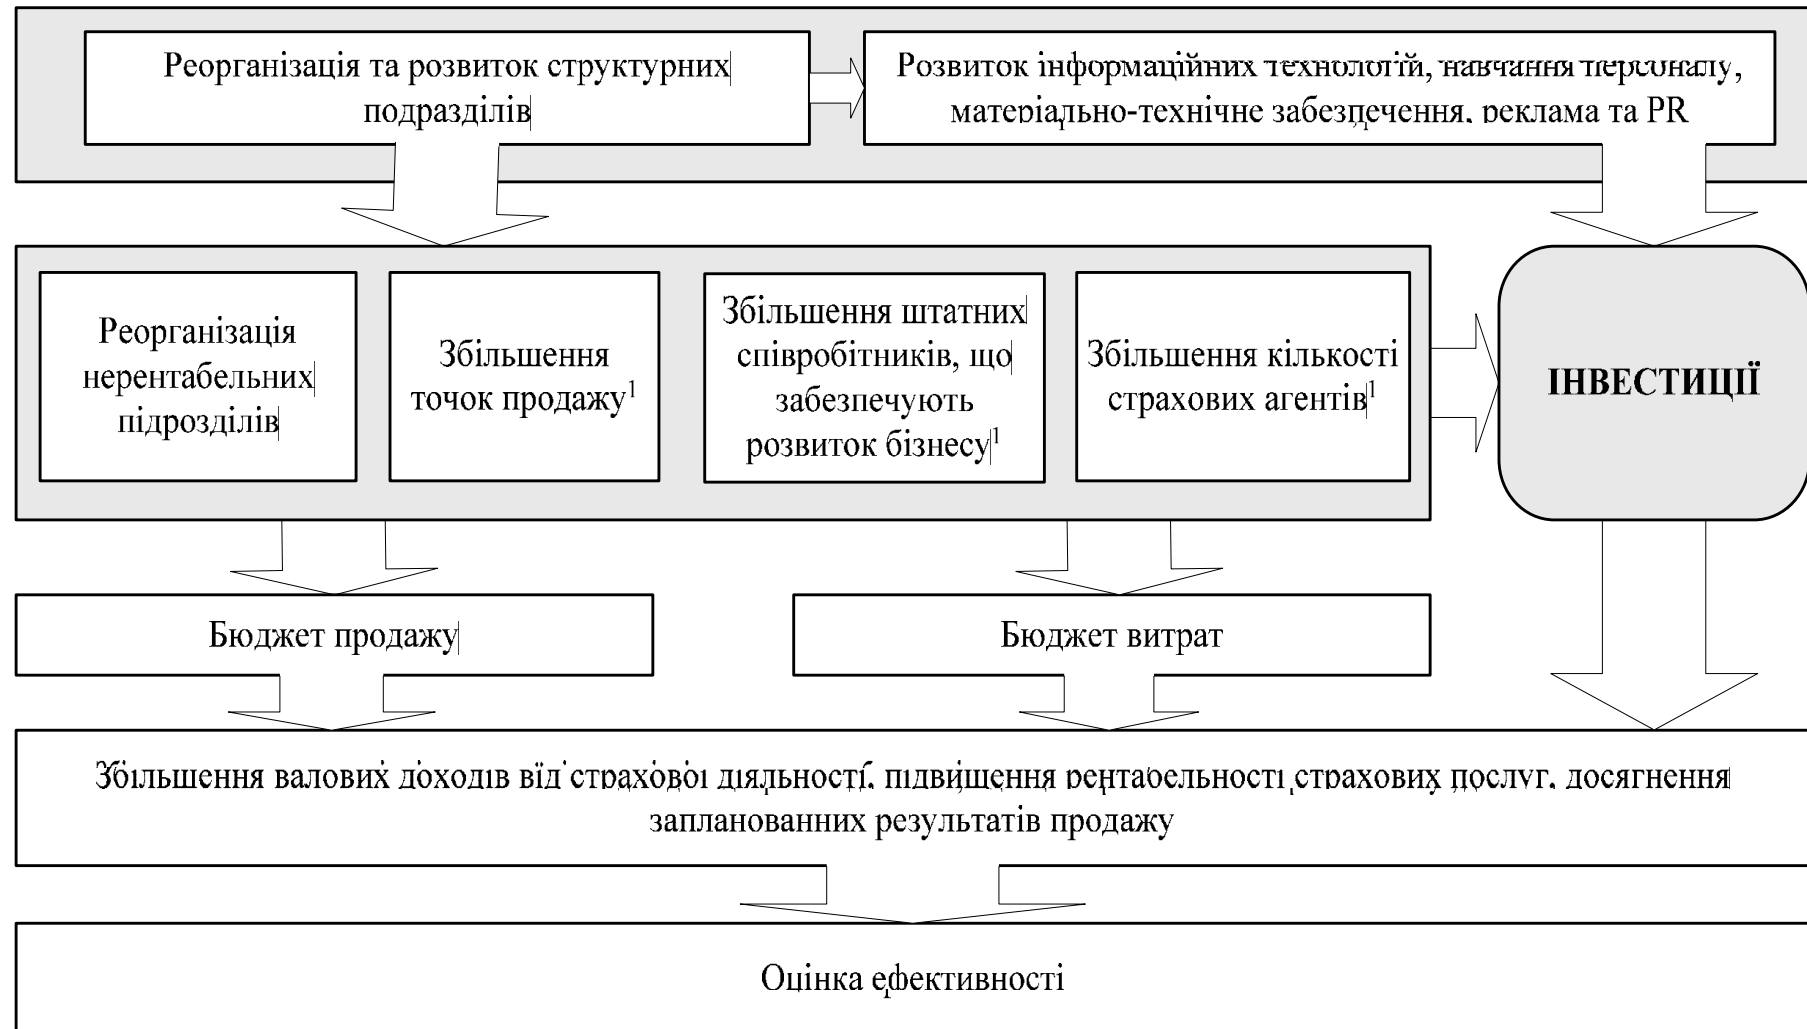 Реорганізація та розвиток структурних
подразділів
Розвиток інформаційних технологій, навчання персоналу,
матеріально-технічне забезпечення, реклама та PR
Реорганізація
нерентабельних
підрозділів
Збільшення
точок продажу¹
Збільшення штатних
співробітників, що
забезпечують
розвиток бізнесу¹
Збільшення кількості
страхових агентів¹
ІНВЕСТИЦІЇ
Бюджет продажу
Бюджет витрат
Збільшення валових доходів від страхової діяльності, підвищення рентабельності страхових послуг, досягнення
запланованних результатів продажу
Оцінка ефективності